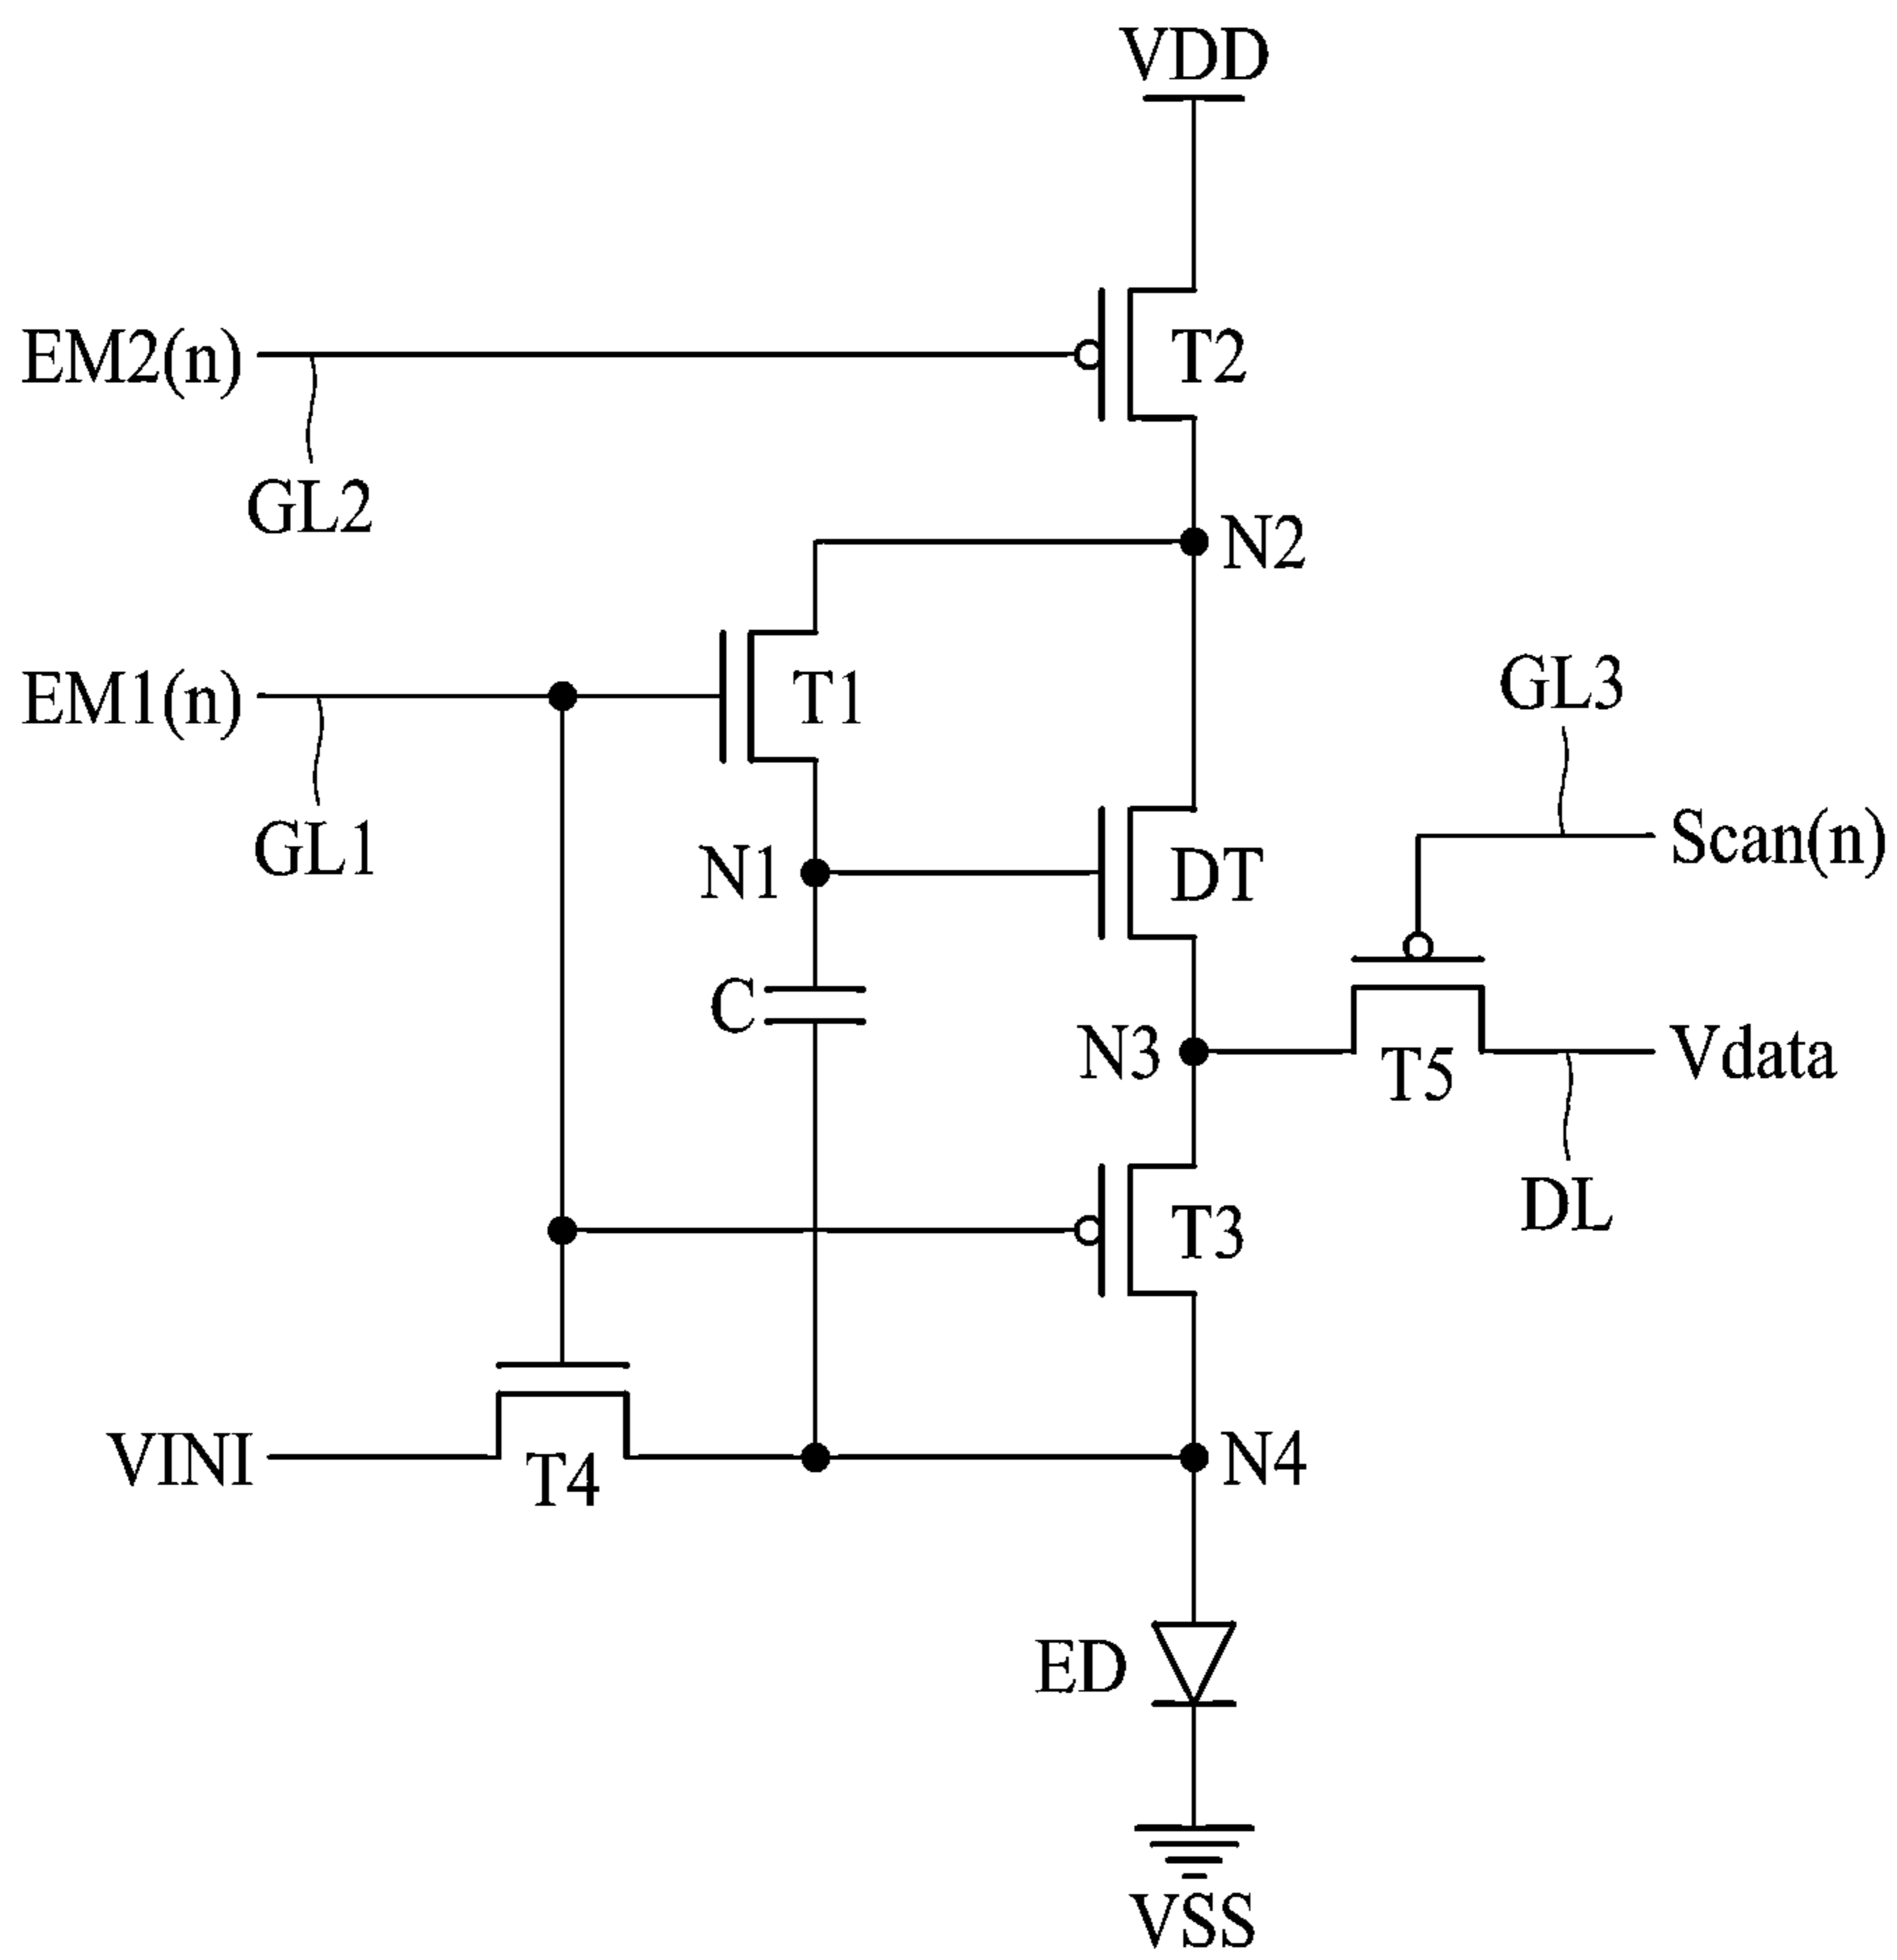 VDD
EM2(n)
T2
GL2
N2
EM1(n)
T1
GL3
GL1
N1
DT
Scan(n)
C
N3
T5
Vdata
T3
DL
VINI
T4
N4
ED
VSS